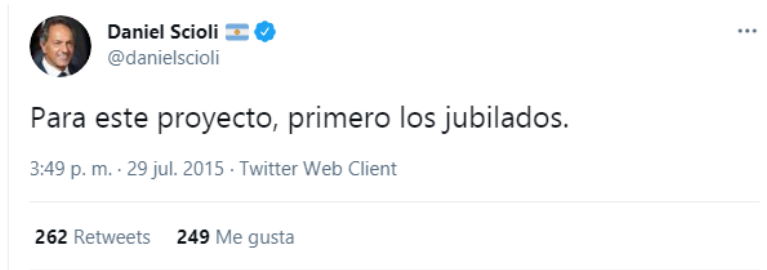 Daniel Scioli 🇦🇷
@danielscioli
Para este proyecto, primero los jubilados.
3:49 p. m. · 29 jul. 2015 · Twitter Web Client
262 Retweets 249 Me gusta